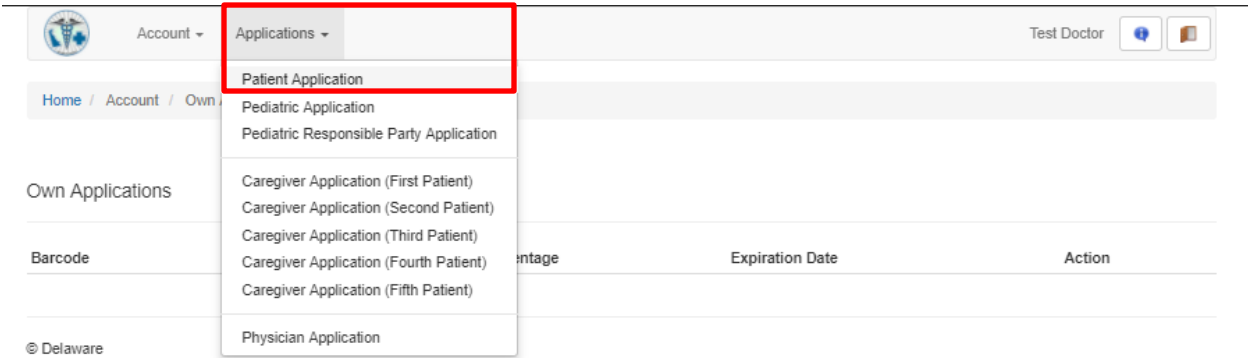 Account Applications Test Doctor
Patient Application
Home / Account / Own
Pediatric Application
Pediatric Responsible Party Application
Own Applications
Caregiver Application (First Patient)
Caregiver Application (Second Patient)
Caregiver Application (Third Patient)
Barcode entage Expiration Date Action
Caregiver Application (Fourth Patient)
Caregiver Application (Fifth Patient)
Physician Application
© Delaware